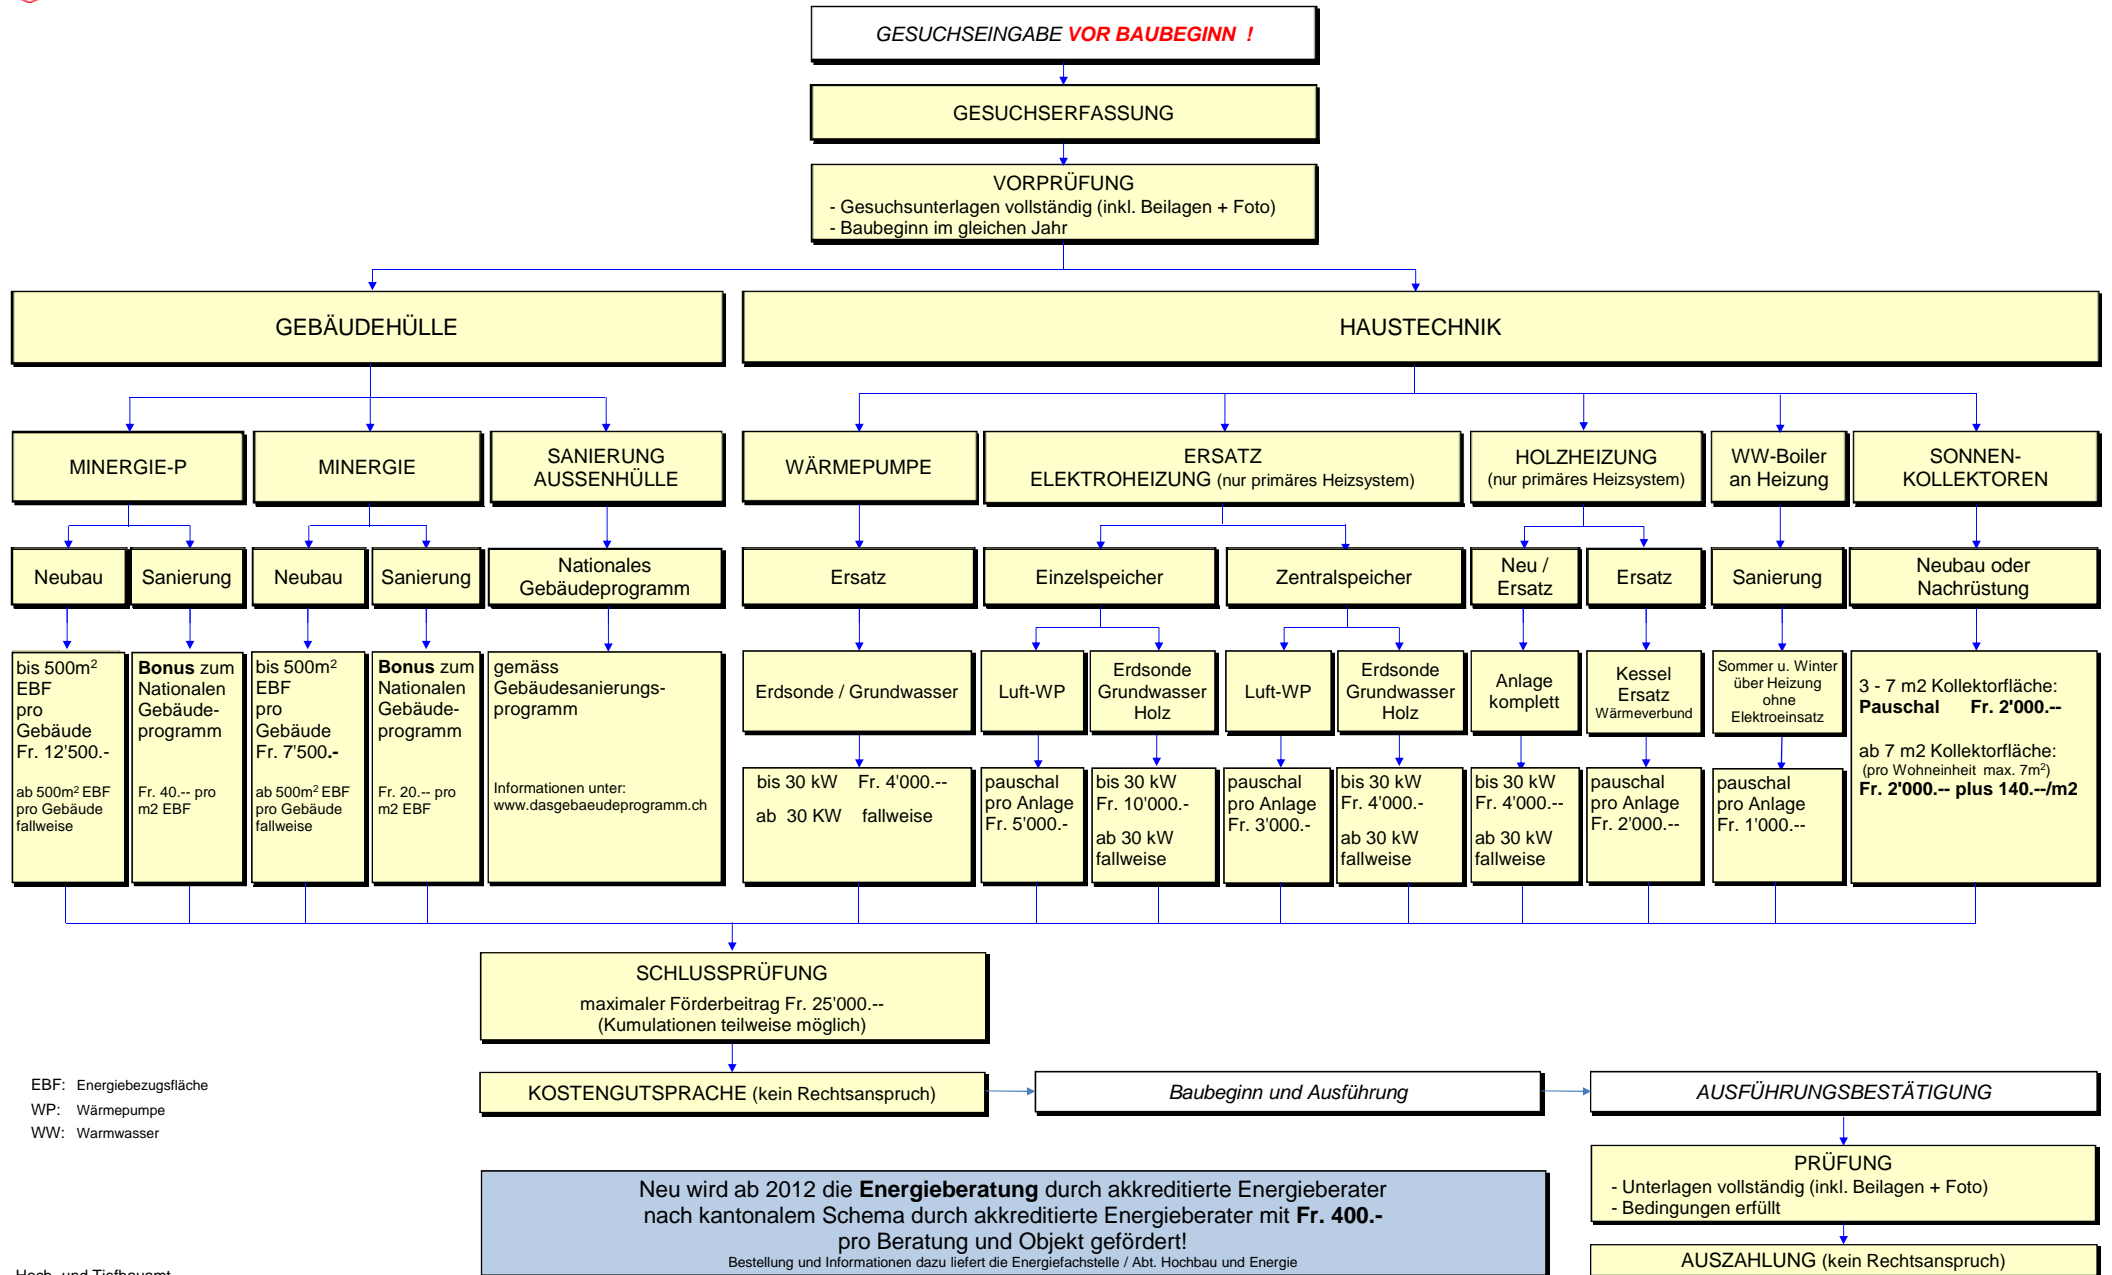 GESUCHSEINGABE VOR BAUBEGINN !
GESUCHSERFASSUNG
VORPRÜFUNG
- Gesuchsunterlagen vollständig (inkl. Beilagen + Foto)
- Baubeginn im gleichen Jahr
GEBÄUDEHÜLLE
HAUSTECHNIK
MINERGIE-P
MINERGIE
SANIERUNG
AUSSENHÜLLE
WÄRMEPUMPE
ERSATZ
ELEKTROHEIZUNG (nur primäres Heizsystem)
HOLZHEIZUNG
(nur primäres Heizsystem)
WW-Boiler
an Heizung
SONNEN-
KOLLEKTOREN
Neubau
Sanierung
Neubau
Sanierung
Nationales
Gebäudeprogramm
Ersatz
Einzelspeicher
Zentralspeicher
Neu /
Ersatz
Ersatz
Sanierung
Neubau oder
Nachrüstung
bis 500m²
EBF
pro
Gebäude
Fr. 12'500.-
ab 500m² EBF
pro Gebäude
fallweise
Bonus zum
Nationalen
Gebäude-
programm
Fr. 40.-- pro
m2 EBF
bis 500m²
EBF
pro
Gebäude
Fr. 7'500.-
ab 500m² EBF
pro Gebäude
fallweise
Bonus zum
Nationalen
Gebäude-
programm
Fr. 20.-- pro
m2 EBF
gemäss
Gebäudesanierungs-
programm
Informationen unter:
www.dasgebaeudeprogramm.ch
Erdsonde / Grundwasser
Luft-WP
Erdsonde
Grundwasser
Holz
Luft-WP
Erdsonde
Grundwasser
Holz
Anlage
komplett
Kessel
Ersatz
Wärmeverbund
Sommer u. Winter
über Heizung
ohne
Elektroeinsatz
3 - 7 m2 Kollektorfläche:
Pauschal Fr. 2'000.--
ab 7 m2 Kollektorfläche:
(pro Wohneinheit max. 7m²)
Fr. 2'000.-- plus 140.--/m2
bis 30 kW Fr. 4'000.--
ab 30 KW fallweise
pauschal
pro Anlage
Fr. 5'000.-
bis 30 kW
Fr. 10'000.-
ab 30 kW
fallweise
pauschal
pro Anlage
Fr. 3'000.-
bis 30 kW
Fr. 4'000.-
ab 30 kW
fallweise
bis 30 kW
Fr. 4'000.--
ab 30 kW
fallweise
pauschal
pro Anlage
Fr. 2'000.--
pauschal
pro Anlage
Fr. 1'000.--
SCHLUSSPRÜFUNG
maximaler Förderbeitrag Fr. 25'000.--
(Kumulationen teilweise möglich)
EBF: Energiebezugsfläche
WP: Wärmepumpe
WW: Warmwasser
KOSTENGUTSPRACHE (kein Rechtsanspruch)
Baubeginn und Ausführung
AUSFÜHRUNGSBESTÄTIGUNG
PRÜFUNG
- Unterlagen vollständig (inkl. Beilagen + Foto)
- Bedingungen erfüllt
Neu wird ab 2012 die Energieberatung durch akkreditierte Energieberater
nach kantonalem Schema durch akkreditierte Energieberater mit Fr. 400.-
pro Beratung und Objekt gefördert!
Bestellung und Informationen dazu liefert die Energiefachstelle / Abt. Hochbau und Energie
AUSZAHLUNG (kein Rechtsanspruch)
Hoch- und Tiefbauamt